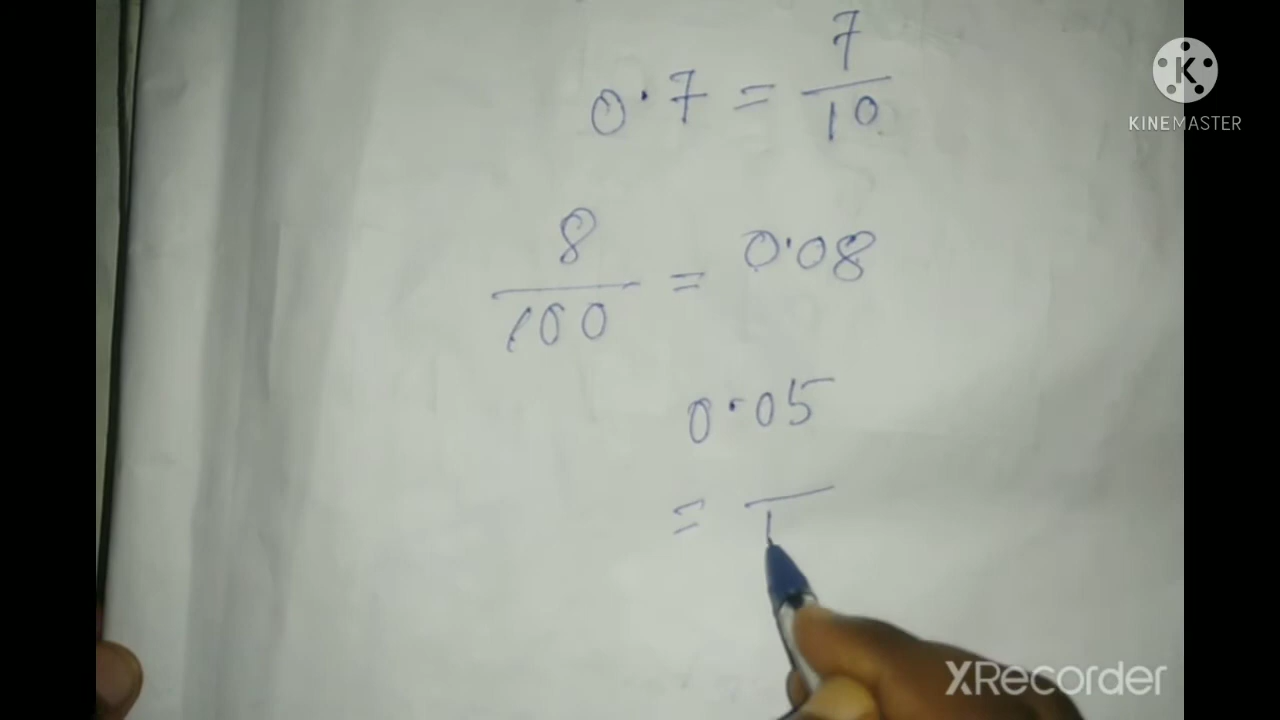 0.7 = 7/10
8/100 = 0.08
0.05
= /1
KINEMASTER
XRecorder